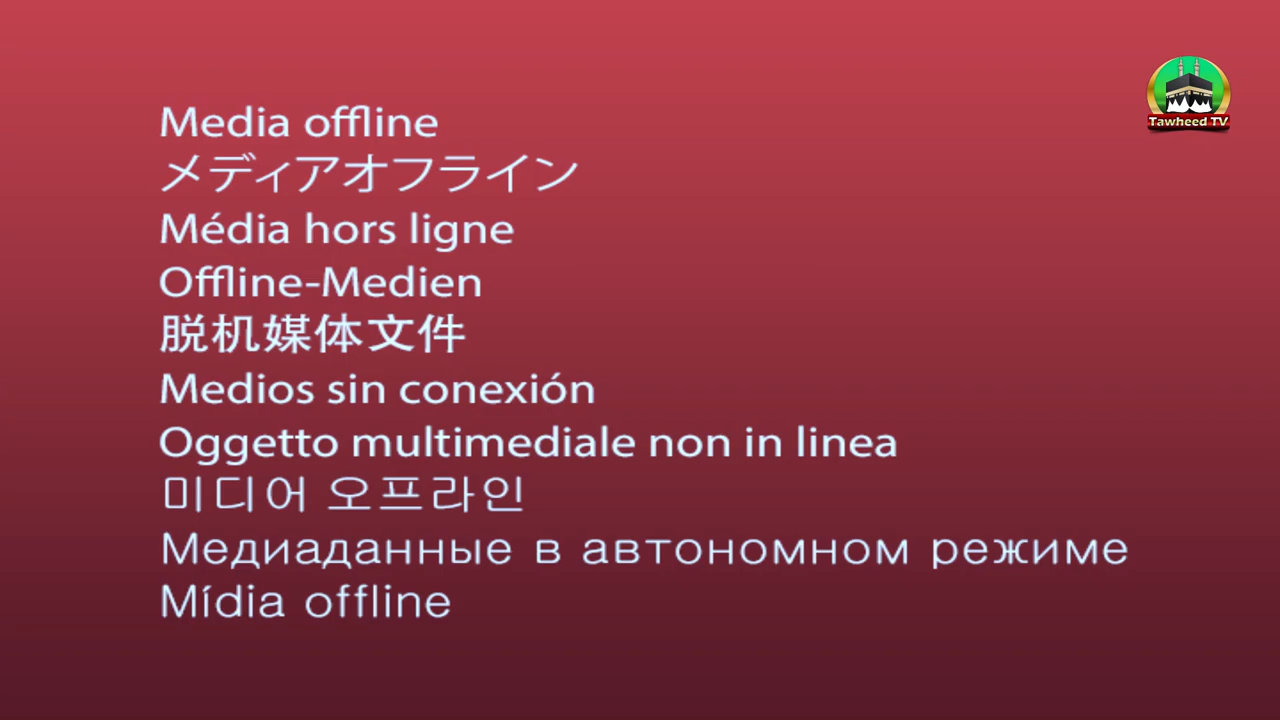 Media offline
メディアオフライン
Média hors ligne
Offline-Medien
脱机媒体文件
Medios sin conexión
Oggetto multimediale non in linea
미디어 오프라인
Медиаданные в автономном режиме
Mídia offline
Tawheed TV